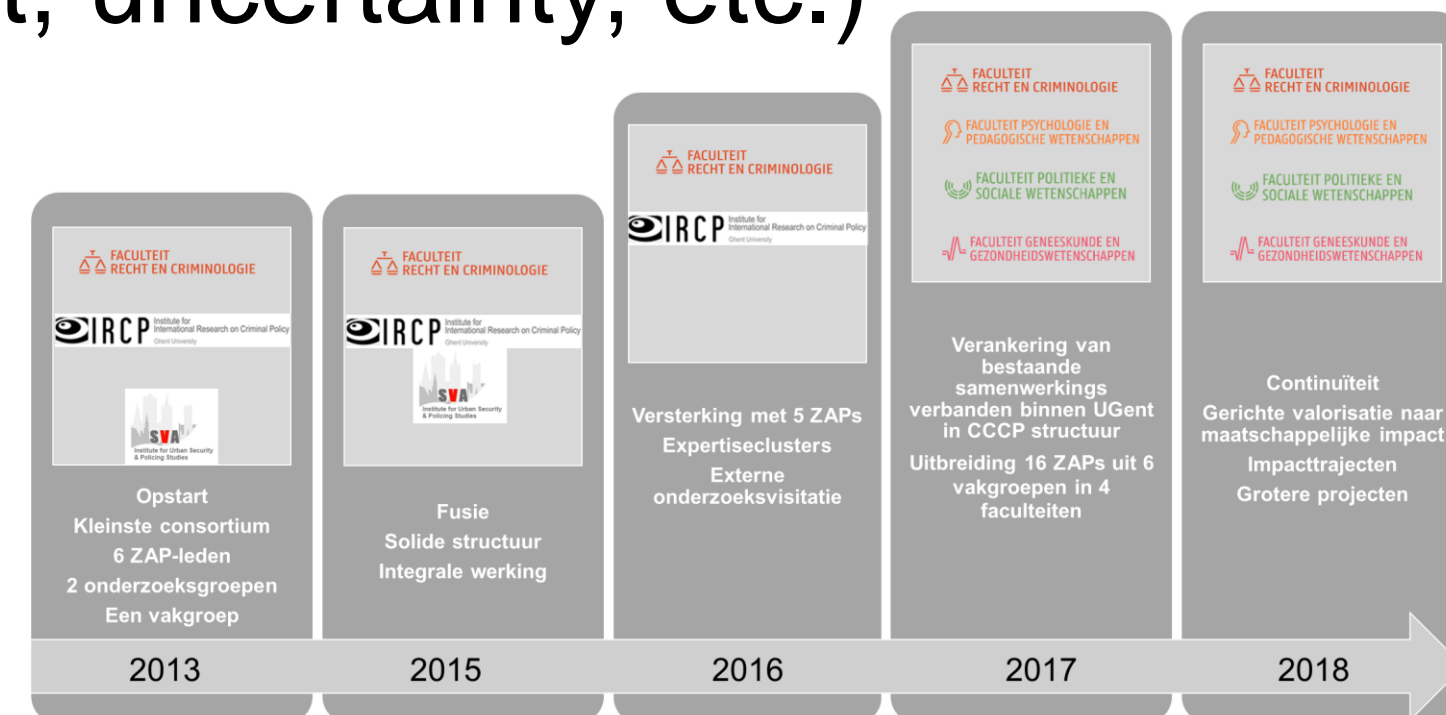 t, uncertainty, etc.)
FACULTEIT
RECHT EN CRIMINOLOGIE
IRCP
Institute for
International Research on Criminal Policy
Ghent University
SVA
Institute for Urban Security
& Policing Studies
Opstart
Kleinste consortium
6 ZAP-leden
2 onderzoeksgroepen
Een vakgroep
2013
FACULTEIT
RECHT EN CRIMINOLOGIE
IRCP
Institute for
International Research on Criminal Policy
Ghent University
SVA
Institute for Urban Security
& Policing Studies
Fusie
Solide structuur
Integrale werking
2015
FACULTEIT
RECHT EN CRIMINOLOGIE
IRCP
Institute for
International Research on Criminal Policy
Ghent University
Versterking met 5 ZAPs
Expertiseclusters
Externe
onderzoeksvisitatie
2016
FACULTEIT
RECHT EN CRIMINOLOGIE
FACULTEIT PSYCHOLOGIE EN
PEDAGOGISCHE WETENSCHAPPEN
FACULTEIT POLITIEKE EN
SOCIALE WETENSCHAPPEN
FACULTEIT GENEESKUNDE EN
GEZONDHEIDSWETENSCHAPPEN
Verankering van
bestaande
samenwerkings
verbanden binnen UGent
in CCCP structuur
Uitbreiding 16 ZAPs uit 6
vakgroepen in 4
faculteiten
2017
FACULTEIT
RECHT EN CRIMINOLOGIE
FACULTEIT PSYCHOLOGIE EN
PEDAGOGISCHE WETENSCHAPPEN
FACULTEIT POLITIEKE EN
SOCIALE WETENSCHAPPEN
FACULTEIT GENEESKUNDE EN
GEZONDHEIDSWETENSCHAPPEN
Continuïteit
Gerichte valorisatie naar
maatschappelijke impact
Impacttrajecten
Grotere projecten
2018